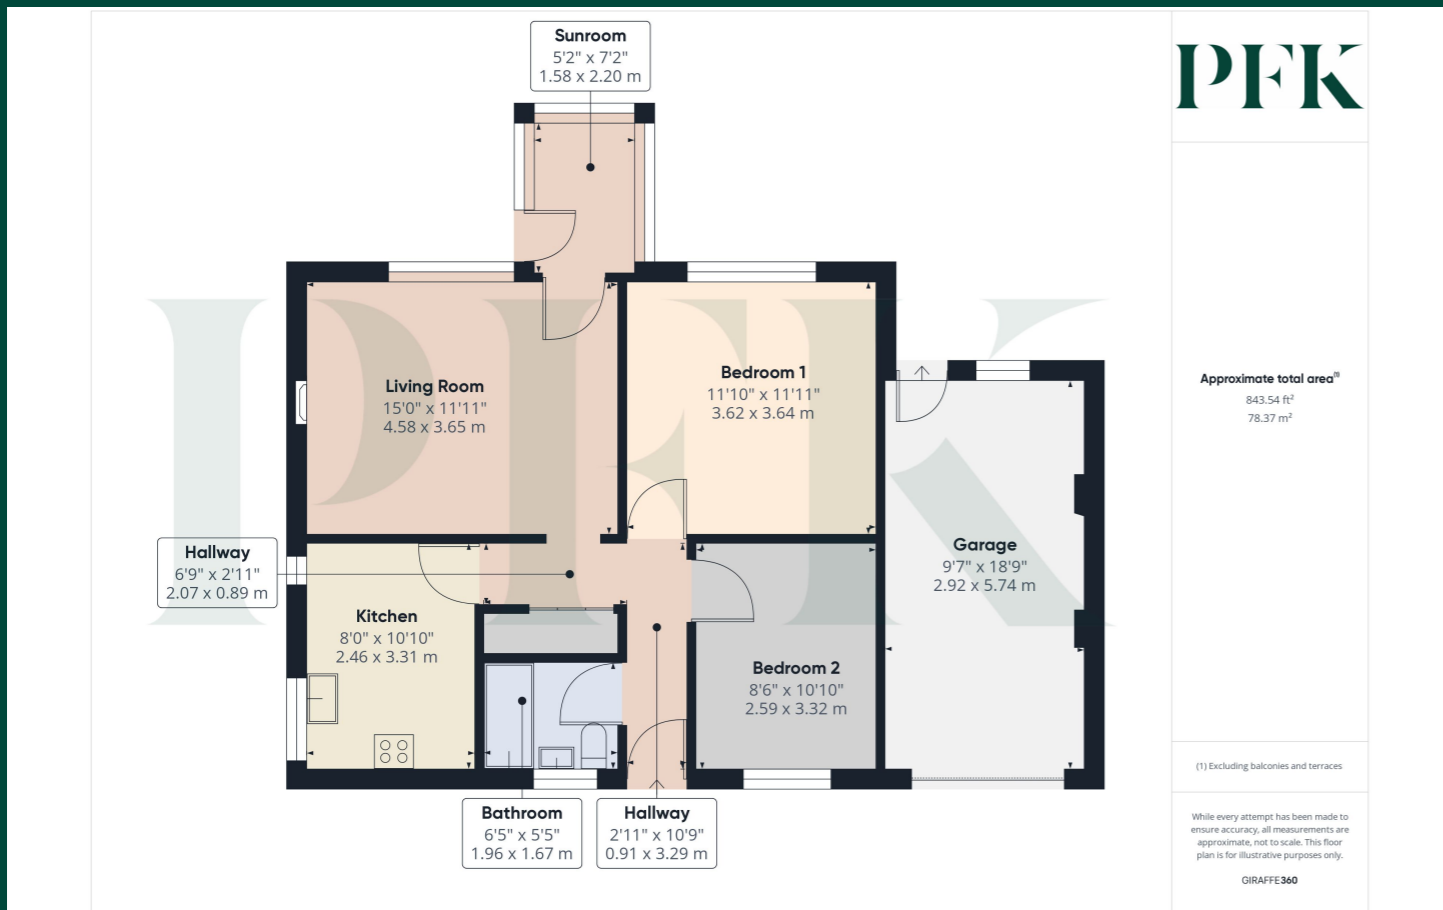 Sunroom
5'2" x 7'2"
1.58 x 2.20 m
Living Room
15'0" x 11'11"
4.58 x 3.65 m
Bedroom 1
11'10" x 11'11"
3.62 x 3.64 m
Hallway
6'9" x 2'11"
2.07 x 0.89 m
Kitchen
8'0" x 10'10"
2.46 x 3.31 m
Garage
9'7" x 18'9"
2.92 x 5.74 m
Bedroom 2
8'6" x 10'10"
2.59 x 3.32 m
Bathroom
6'5" x 5'5"
1.96 x 1.67 m
Hallway
2'11" x 10'9"
0.91 x 3.29 m
PFK
PFK
Approximate total area(1)
843.54 ft²
78.37 m²
(1) Excluding balconies and terraces
While every attempt has been made to
ensure accuracy, all measurements are
approximate, not to scale. This floor
plan is for illustrative purposes only.
GIRAFFE360